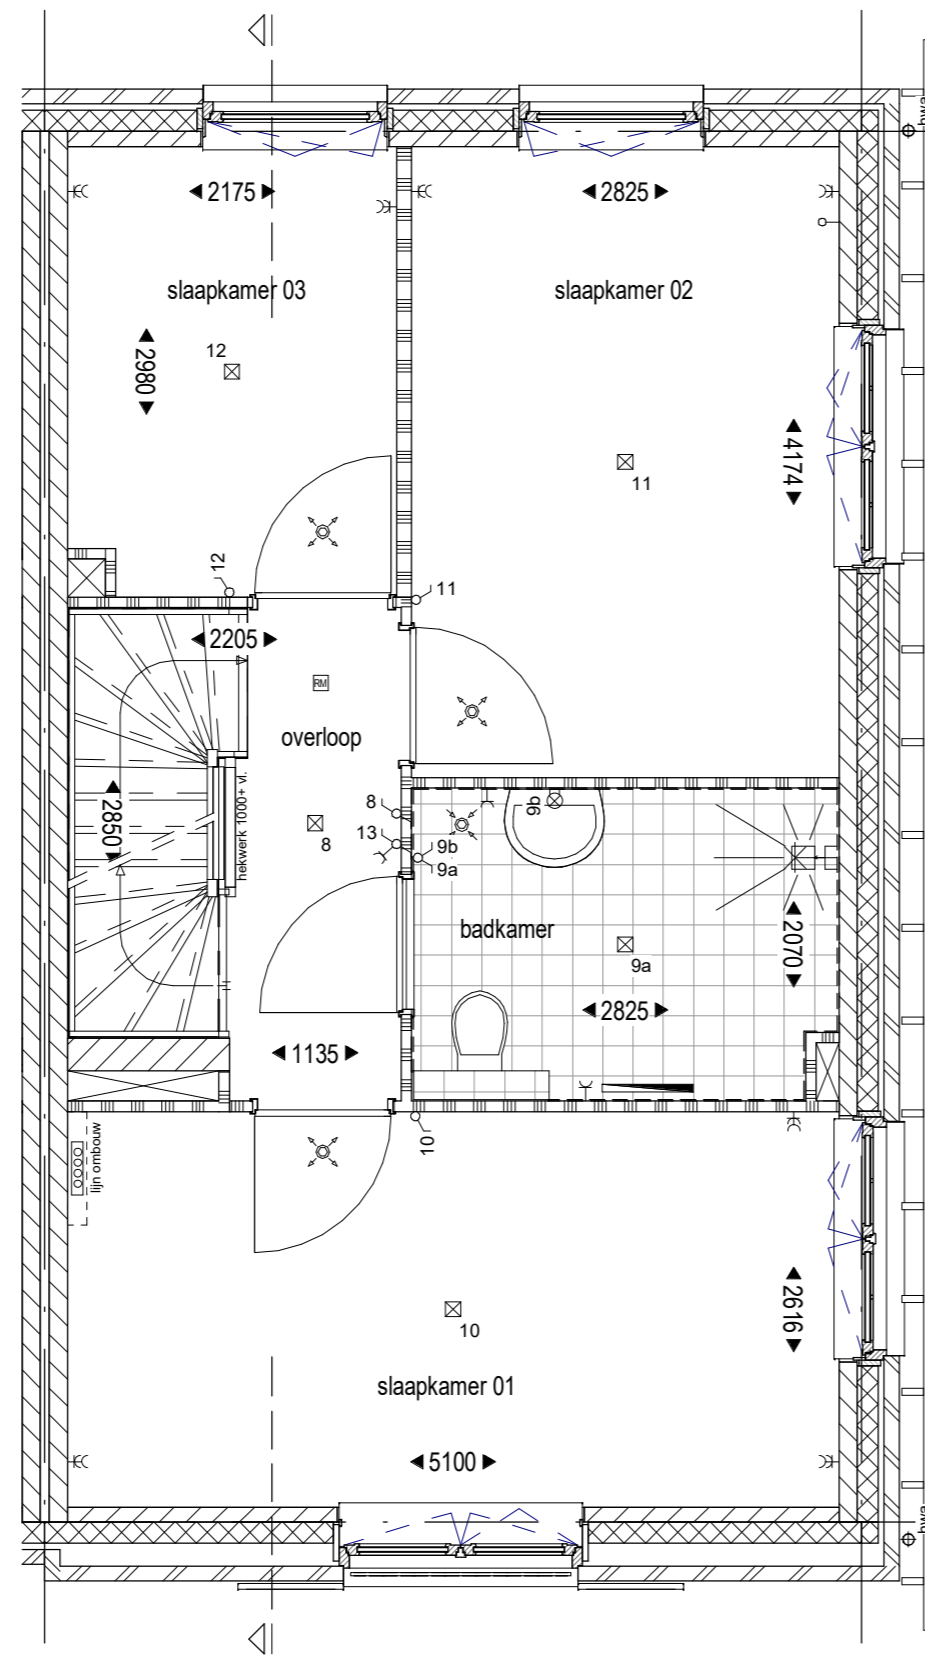 hwa
2175
2825
slaapkamer 03
slaapkamer 02
12
2980
4174
11
12
11
2205
RM
overloop
hekwerk 1000+ vl.
2850
8
8
13
9b
9a
9b
badkamer
9a
2070
2825
1135
10
lijn ombouw
10
2616
slaapkamer 01
5100
hwa